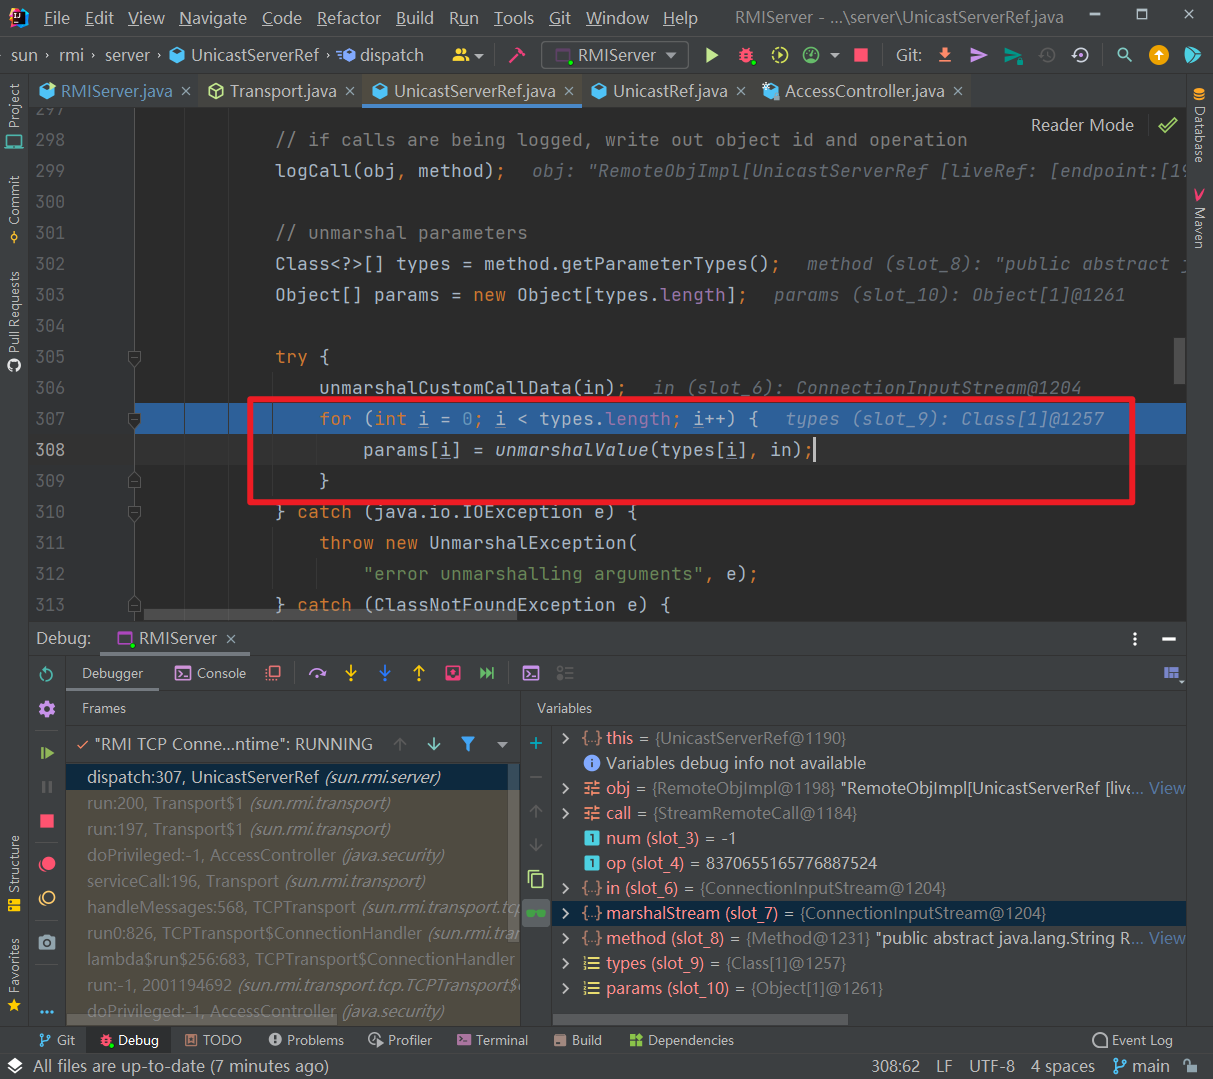 File Edit View Navigate Code Refactor Build Run Tools Git Window Help RMIServer - ...\server\UnicastServerRef.java
sun › rmi › server › UnicastServerRef › dispatch RMIServer Git:
RMIServer.java × Transport.java × UnicastServerRef.java × UnicastRef.java × AccessController.java ×
Project
Commit
Pull Requests
Structure
Favorites
Database
Maven
Reader Mode
297
298 // if calls are being logged, write out object id and operation
299 logCall(obj, method); obj: "RemoteObjImpl[UnicastServerRef [liveRef: [endpoint:[19
300
301 // unmarshal parameters
302 Class<?>[] types = method.getParameterTypes(); method (slot_8): "public abstract j
303 Object[] params = new Object[types.length]; params (slot_10): Object[1]@1261
304
305 try {
306 unmarshalCustomCallData(in); in (slot_6): ConnectionInputStream@1204
307 for (int i = 0; i < types.length; i++) { types (slot_9): Class[1]@1257
308 params[i] = unmarshalValue(types[i], in);
309 }
310 } catch (java.io.IOException e) {
311 throw new UnmarshalException(
312 "error unmarshalling arguments", e);
313 } catch (ClassNotFoundException e) {
Debug: RMIServer ×
Debugger Console
Frames
"RMI TCP Conne...ntime": RUNNING
dispatch:307, UnicastServerRef (sun.rmi.server)
run:200, Transport$1 (sun.rmi.transport)
run:197, Transport$1 (sun.rmi.transport)
doPrivileged:-1, AccessController (java.security)
serviceCall:196, Transport (sun.rmi.transport)
handleMessages:568, TCPTransport (sun.rmi.transport.tcp
run0:826, TCPTransport$ConnectionHandler (sun.rmi.tran
lambda$run$256:683, TCPTransport$ConnectionHandler
run:-1, 2001194692 (sun.rmi.transport.tcp.TCPTransport$
doPrivileged:-1, AccessController (java.security)
Variables
this = {UnicastServerRef@1190}
Variables debug info not available
obj = {RemoteObjImpl@1198} "RemoteObjImpl[UnicastServerRef [live... View
call = {StreamRemoteCall@1184}
num (slot_3) = -1
op (slot_4) = 8370655165776887524
in (slot_6) = {ConnectionInputStream@1204}
marshalStream (slot_7) = {ConnectionInputStream@1204}
method (slot_8) = {Method@1231} "public abstract java.lang.String R... View
types (slot_9) = {Class[1]@1257}
params (slot_10) = {Object[1]@1261}
Git Debug TODO Problems Profiler Terminal Build Dependencies Event Log
All files are up-to-date (7 minutes ago) 308:62 LF UTF-8 4 spaces main